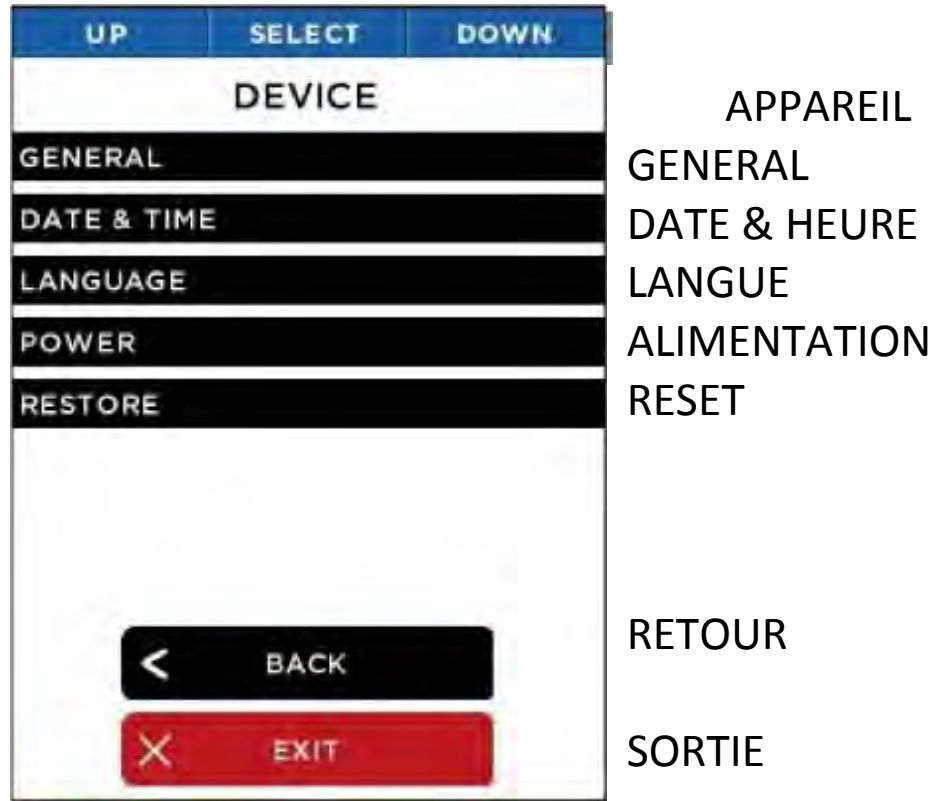 UP SELECT DOWN
DEVICE
APPAREIL
GENERAL
GENERAL
DATE & TIME
DATE & HEURE
LANGUAGE
LANGUE
POWER
ALIMENTATION
RESTORE
RESET
< BACK
RETOUR
X EXIT
SORTIE